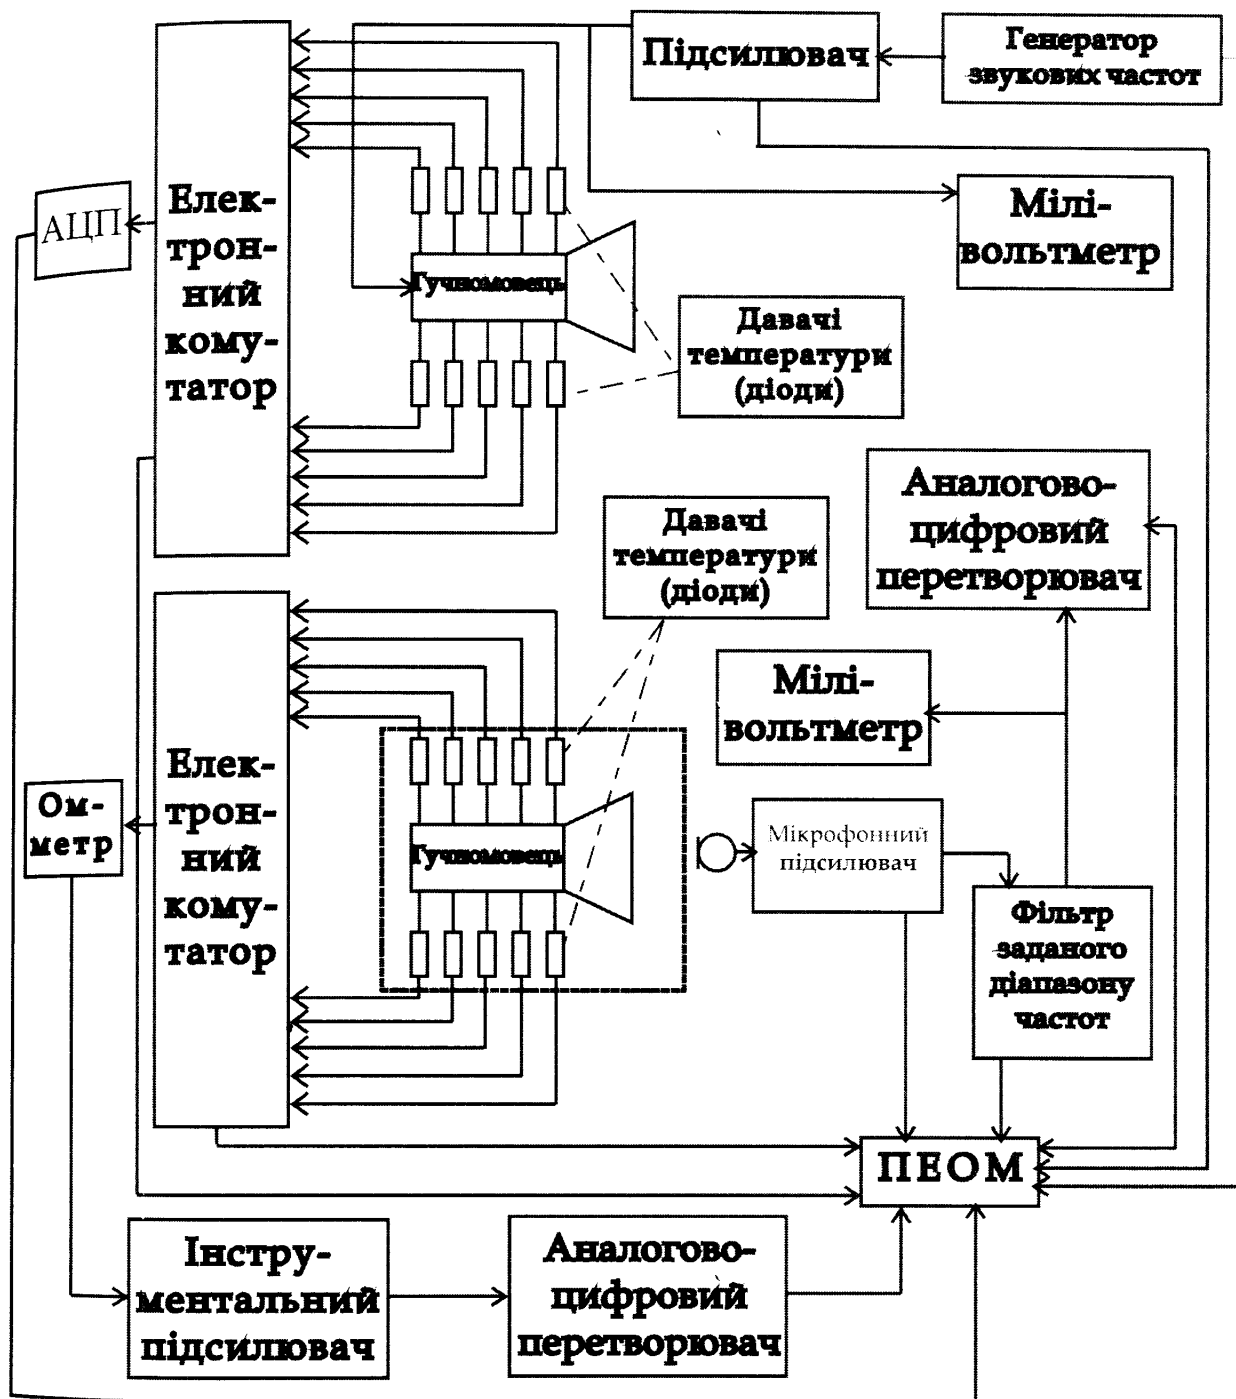 Підсилювач
Генератор
звукових частот
Мілі-
вольтметр
АЦП
Елек-
трон-
ний
кому-
татор
Гучномовець
Давачі
температури
(діоди)
Аналогово-
цифровий
перетворювач
Давачі
температури
(діоди)
Мілі-
вольтметр
Ом-
метр
Елек-
трон-
ний
кому-
татор
Гучномовець
Мікрофонний
підсилювач
Фільтр
заданого
діапазону
частот
ПЕОМ
Інстру-
ментальний
підсилювач
Аналогово-
цифровий
перетворювач